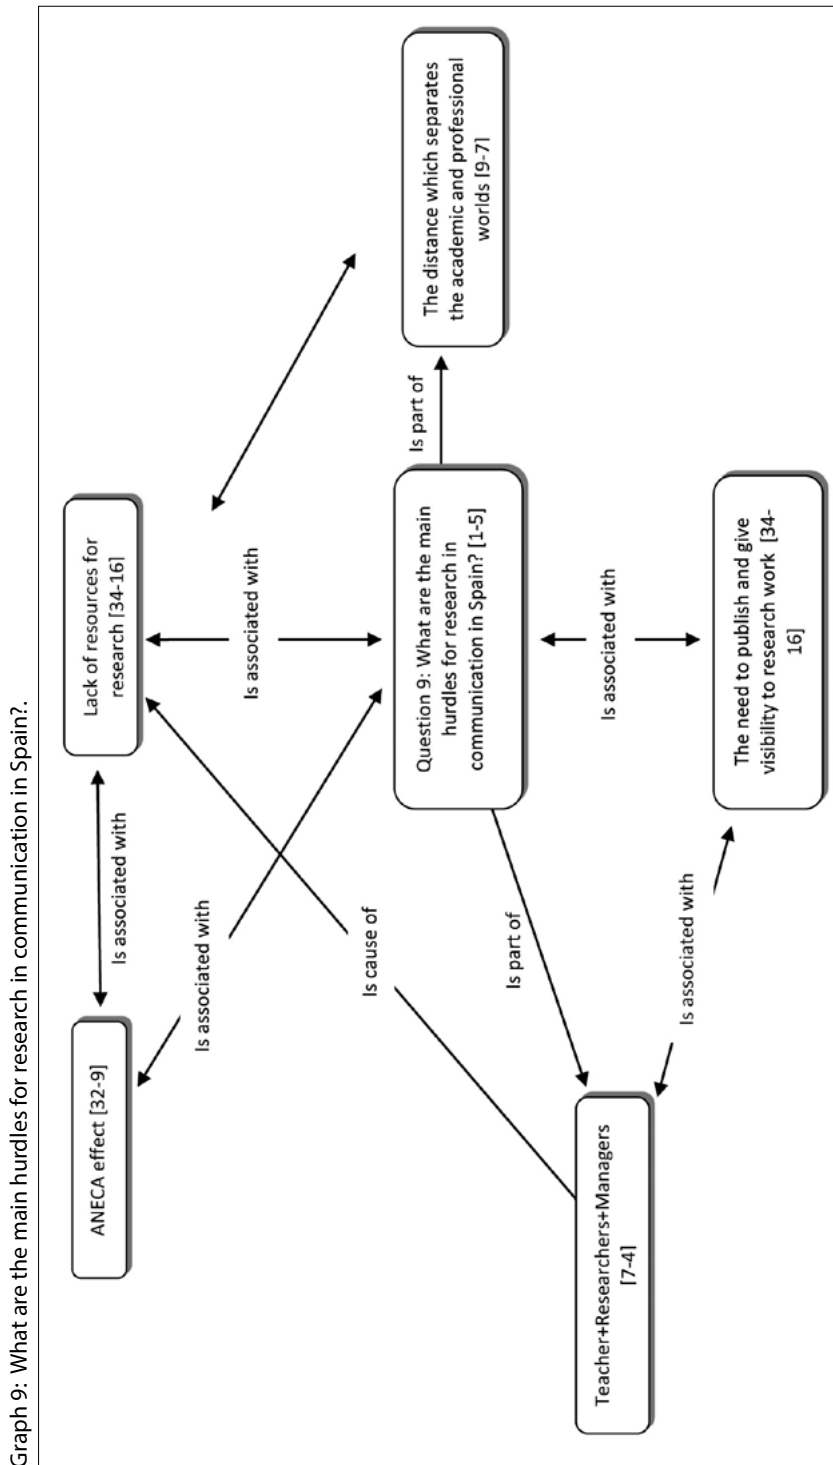 Graph 9: What are the main hurdles for research in communication in Spain?.
ANECA effect [32-9]
Is associated with
Lack of resources for
research [34-16]
Is associated with
Is associated with
Is cause of
Question 9: What are the main
hurdles for research in
communication in Spain? [1-5]
Is part of
The distance which separates
the academic and professional
worlds [9-7]
Is part of
Teacher+Researchers+Managers
[7-4]
Is associated with
Is associated with
The need to publish and give
visibility to research work [34-
16]